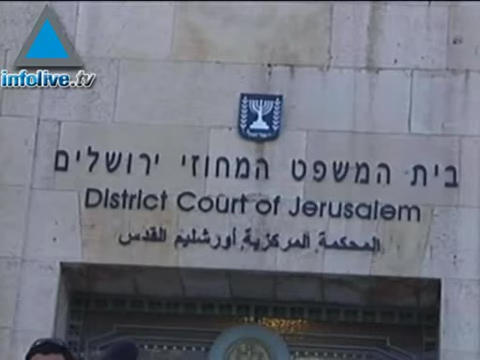 infolive.tv
בית המשפט המחוזי ירושלים
District Court of Jerusalem
المحكمة المركزية أورشليم القدس